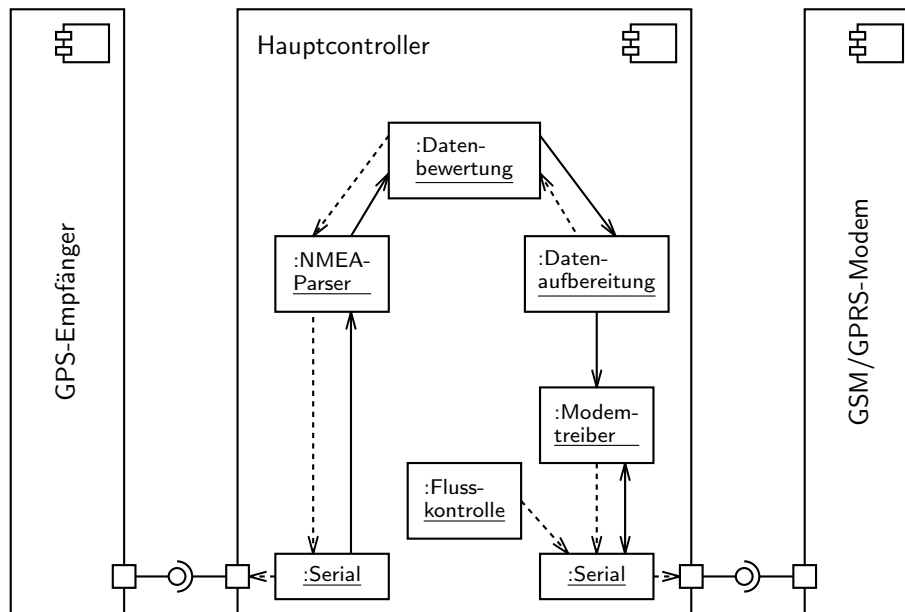 Hauptcontroller
GPS-Empfänger
GSM/GPRS-Modem
:Daten-
bewertung
:NMEA-
Parser
:Daten-
aufbereitung
:Modem-
treiber
:Fluss-
kontrolle
:Serial
:Serial